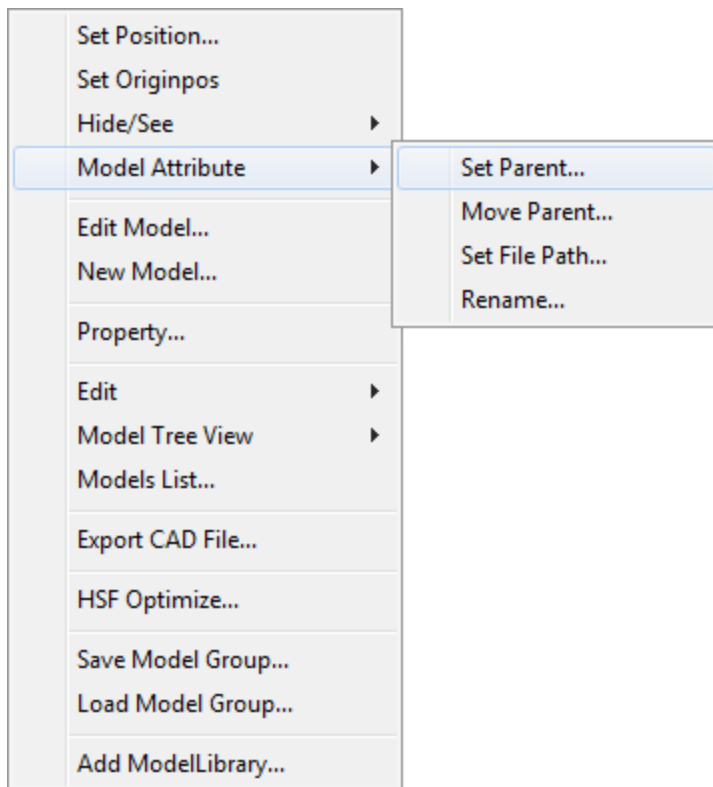 Set Position...
Set Originpos
Hide/See
Model Attribute
Set Parent...
Move Parent...
Set File Path...
Rename...
Edit Model...
New Model...
Property...
Edit
Model Tree View
Models List...
Export CAD File...
HSF Optimize...
Save Model Group...
Load Model Group...
Add ModelLibrary...